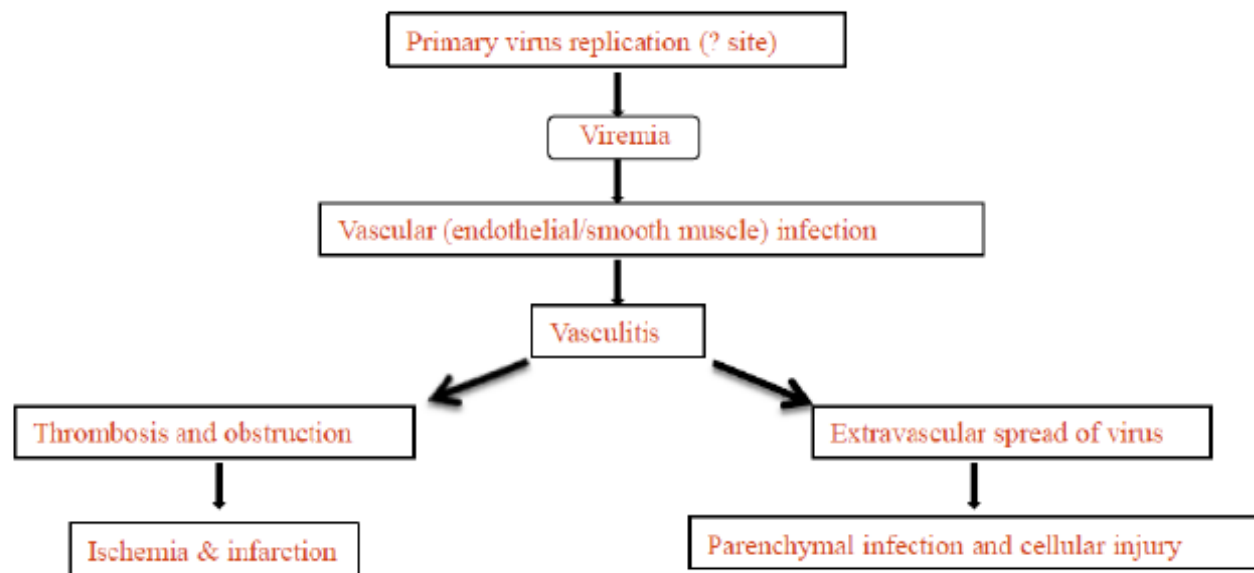 Primary virus replication (? site)
Viremia
Vascular (endothelial/smooth muscle) infection
Vasculitis
Thrombosis and obstruction
Extravascular spread of virus
Ischemia & infarction
Parenchymal infection and cellular injury